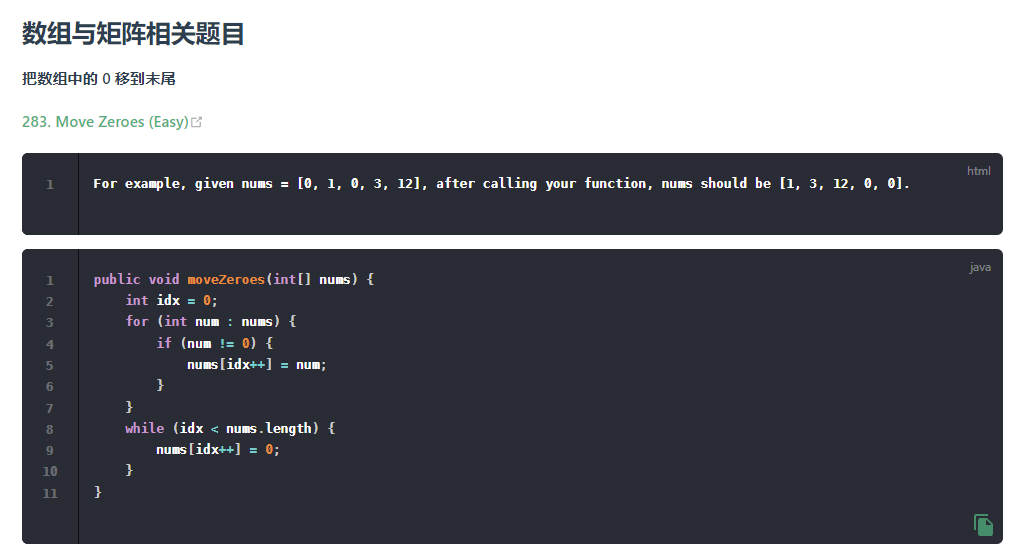 数组与矩阵相关题目
把数组中的 0 移到末尾
283. Move Zeroes (Easy)
html
1 For example, given nums = [0, 1, 0, 3, 12], after calling your function, nums should be [1, 3, 12, 0, 0].
java
1 public void moveZeroes(int[] nums) {
2     int idx = 0;
3     for (int num : nums) {
4         if (num != 0) {
5             nums[idx++] = num;
6         }
7     }
8     while (idx < nums.length) {
9         nums[idx++] = 0;
10     }
11 }